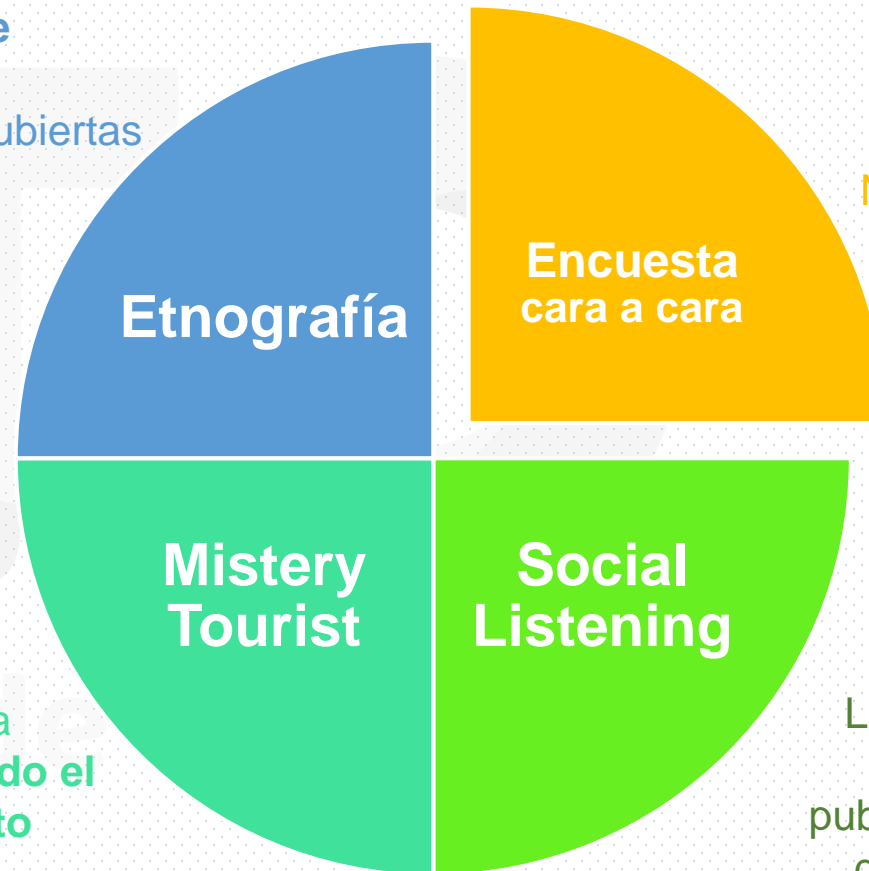 ubiertas
Etnografía
Encuesta
cara a cara
Mistery
Tourist
Social
Listening
a
do el
to
L
pub